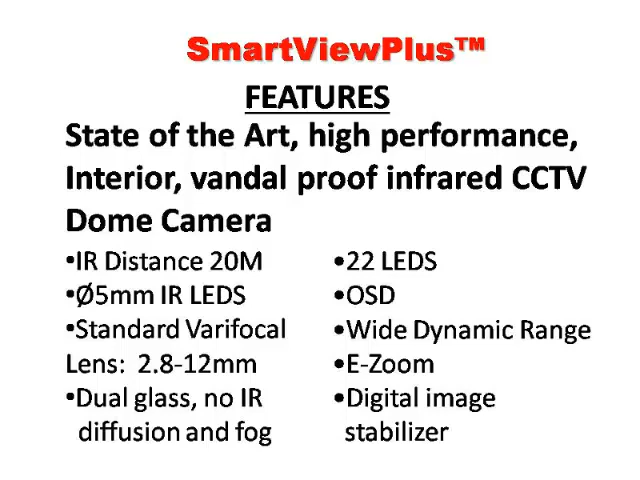 SmartViewPlus™
FEATURES
State of the Art, high performance,
Interior, vandal proof infrared CCTV
Dome Camera
•IR Distance 20M
•Ø5mm IR LEDS
•Standard Varifocal
Lens: 2.8-12mm
•Dual glass, no IR
diffusion and fog
•22 LEDS
•OSD
•Wide Dynamic Range
•E-Zoom
•Digital image
stabilizer